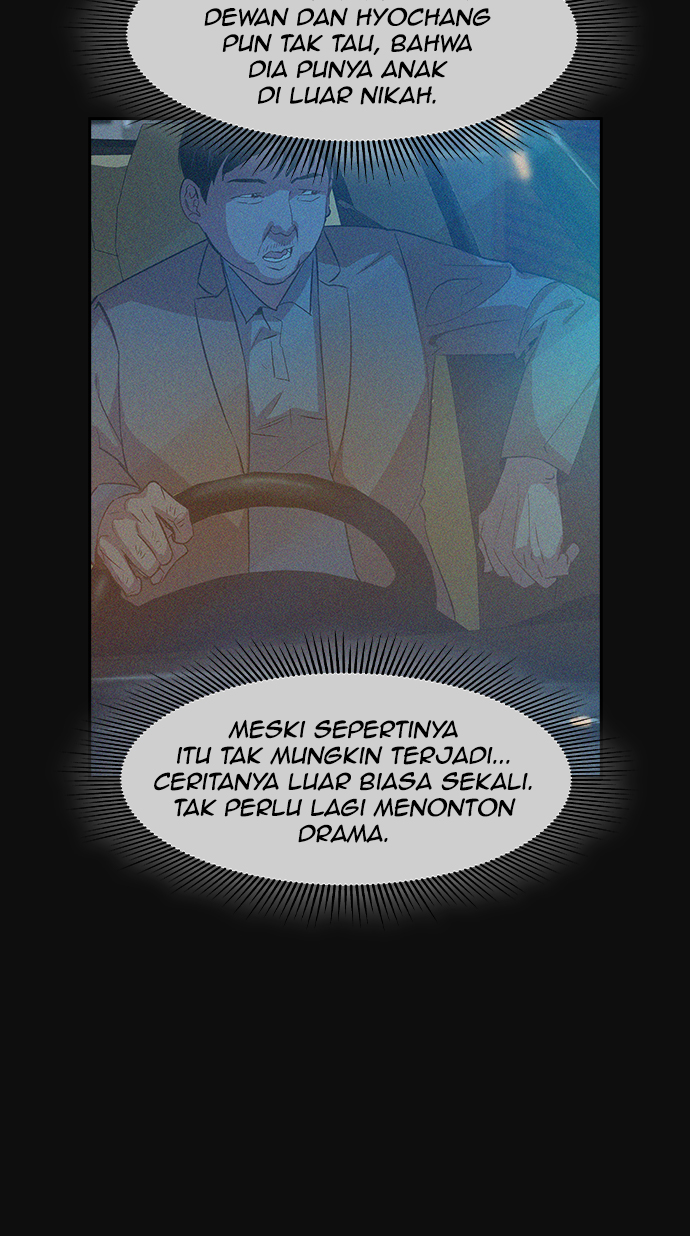 DEWAN DAN HYOCHANG
PUN TAK TAU, BAHWA
DIA PUNYA ANAK
DI LUAR NIKAH.
MESKI SEPERTINYA
ITU TAK MUNGKIN TERJADI...
CERITANYA LUAR BIASA SEKALI.
TAK PERLU LAGI MENONTON
DRAMA.